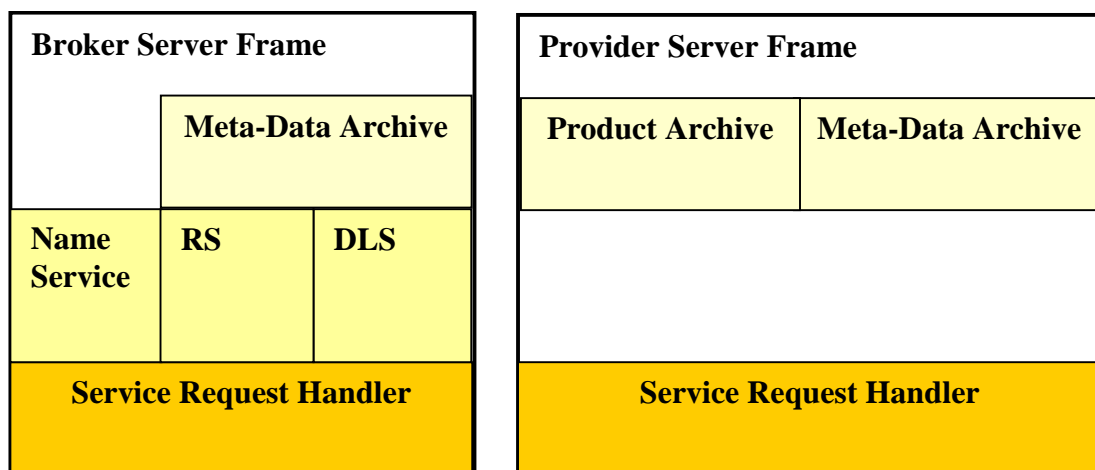 Broker Server Frame
Meta-Data Archive
Name
Service
RS
DLS
Service Request Handler
Provider Server Frame
Product Archive
Meta-Data Archive
Service Request Handler